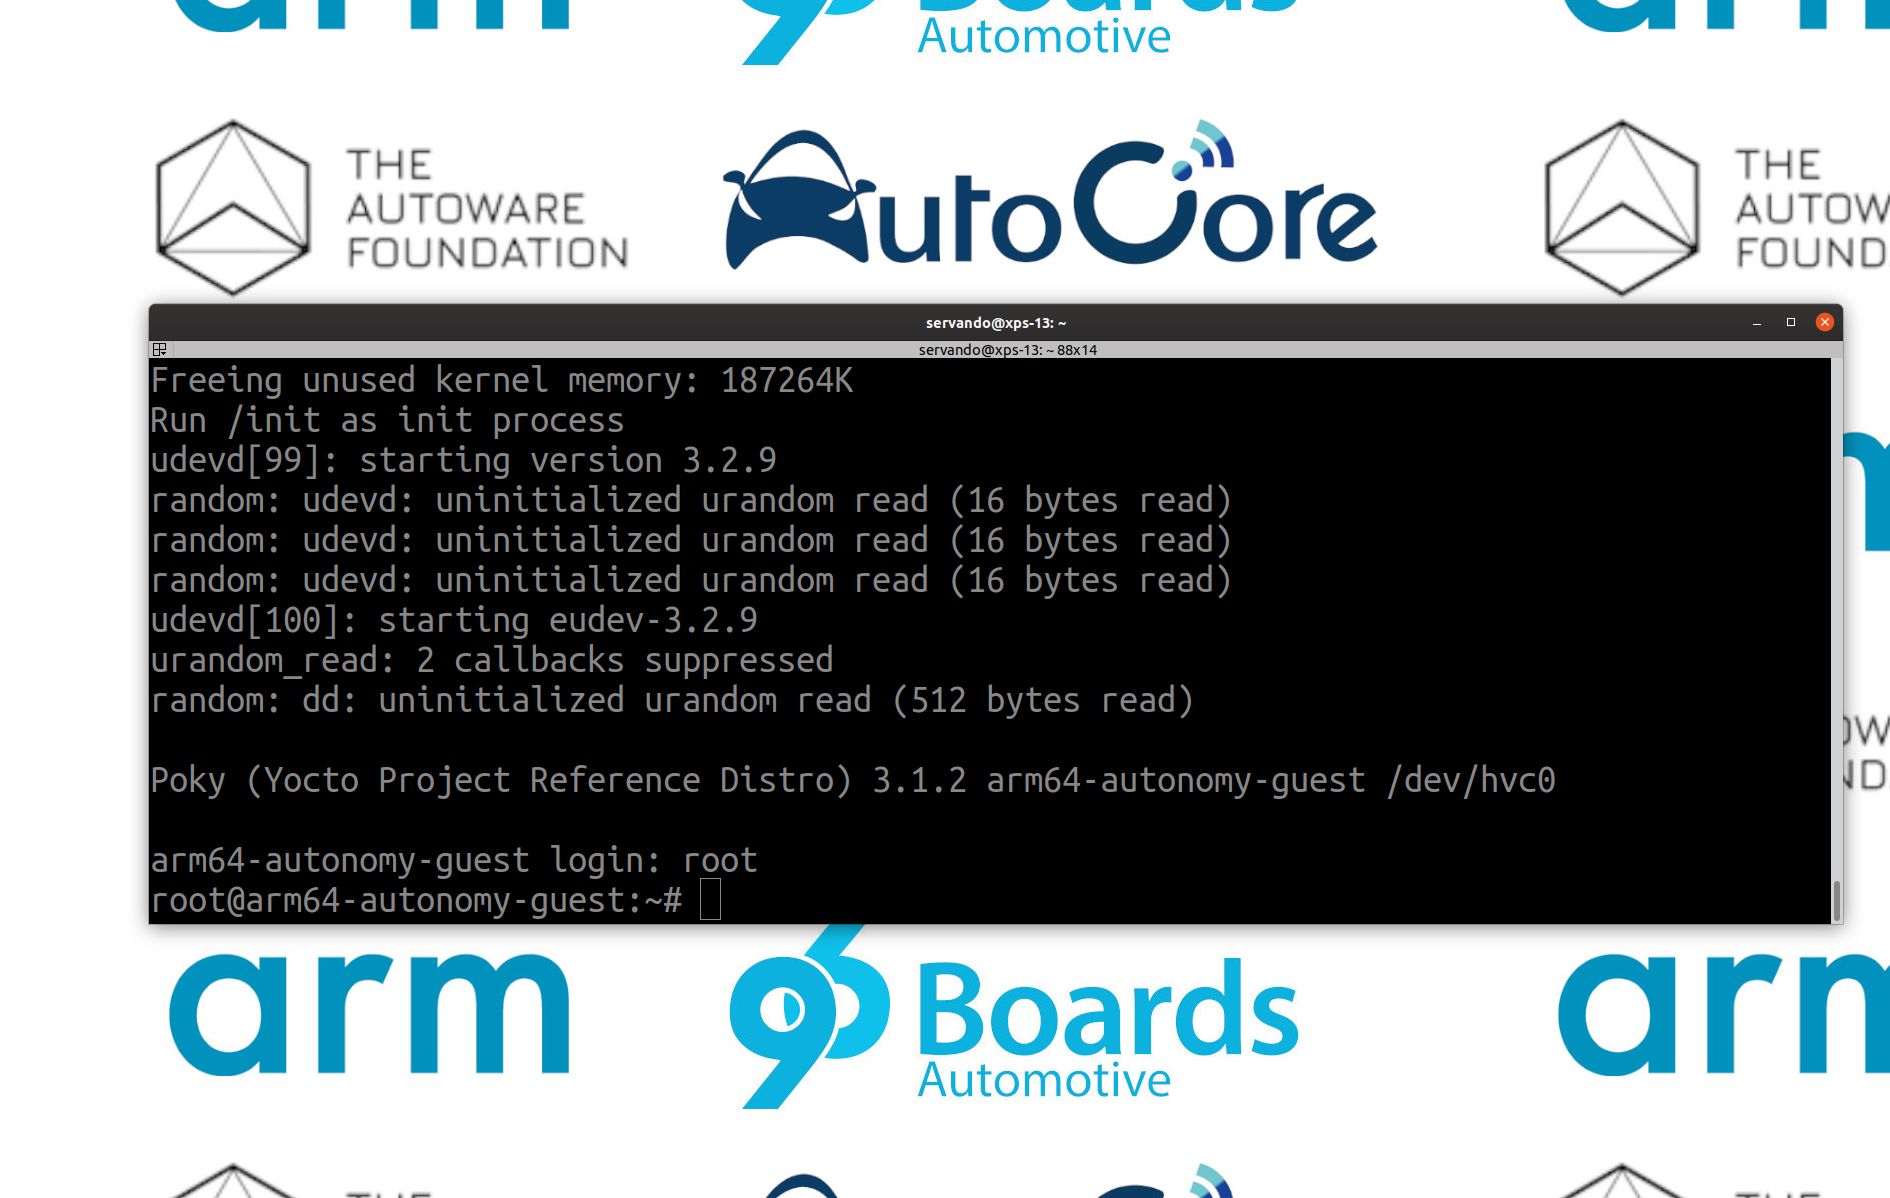 arm
Boards
Automotive
THE
AUTOWARE
FOUNDATION
AutoCore
THE
AUTOW
FOUND
servando@xps-13: ~
servando@xps-13: ~ 88x14
Freeing unused kernel memory: 187264K
Run /init as init process
udevd[99]: starting version 3.2.9
random: udevd: uninitialized urandom read (16 bytes read)
random: udevd: uninitialized urandom read (16 bytes read)
random: udevd: uninitialized urandom read (16 bytes read)
udevd[100]: starting eudev-3.2.9
urandom_read: 2 callbacks suppressed
random: dd: uninitialized urandom read (512 bytes read)
Poky (Yocto Project Reference Distro) 3.1.2 arm64-autonomy-guest /dev/hvc0
arm64-autonomy-guest login: root
root@arm64-autonomy-guest:~#
arm
96Boards
Automotive
arm